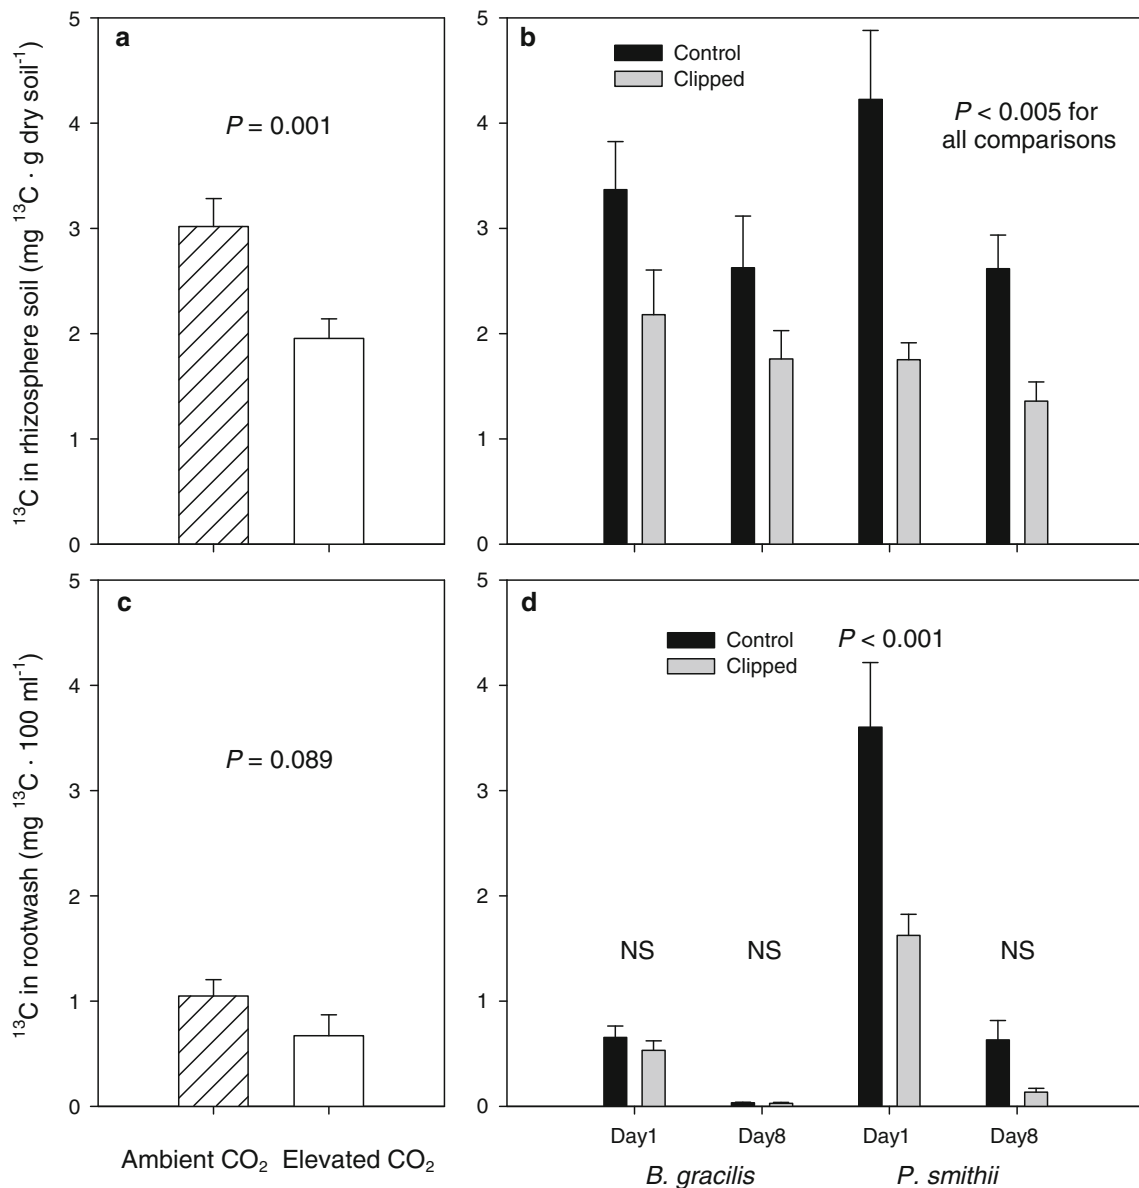 a
¹³C in rhizosphere soil (mg ¹³C · g dry soil⁻¹)
5
4
3
2
1
0
P = 0.001
b
Control
Clipped
P < 0.005 for
all comparisons
5
4
3
2
1
0
c
¹³C in rootwash (mg ¹³C · 100 ml⁻¹)
5
4
3
2
1
0
P = 0.089
Ambient CO₂ Elevated CO₂
d
Control
Clipped
P < 0.001
5
4
3
2
1
0
NS
NS
NS
Day1 Day8 Day1 Day8
B. gracilis P. smithii